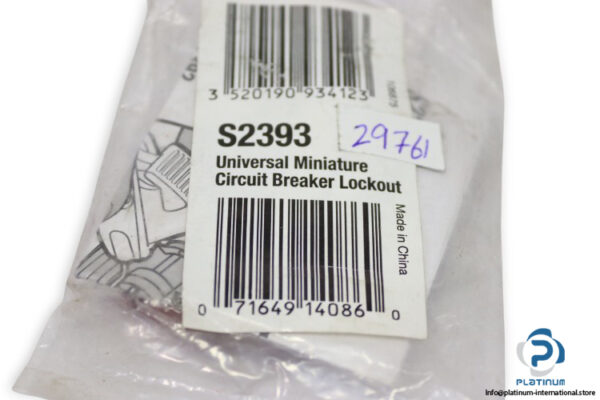 3 520190 934123
S2393
29761
Universal Miniature
Circuit Breaker Lockout
Made in China
0 71649 14086 0
PLATINUM
Info@platinum-international.store